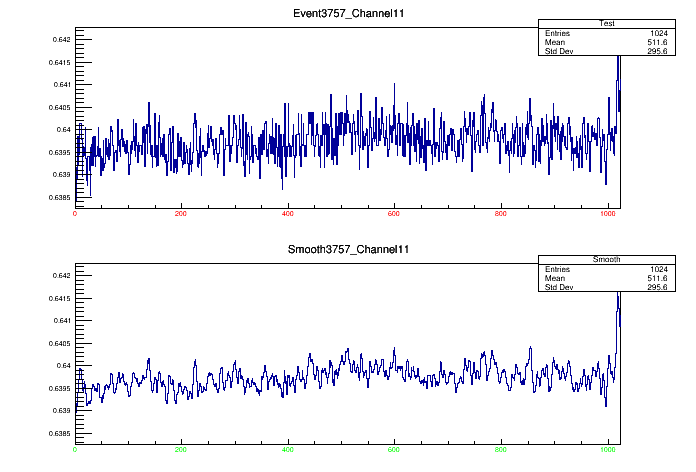 Event3757_Channel11
Test
Entries 1024
Mean 511.6
Std Dev 295.6
0.642
0.6415
0.641
0.6405
0.64
0.6395
0.639
0.6385
0 200 400 600 800 1000
Smooth3757_Channel11
Smooth
Entries 1024
Mean 511.6
Std Dev 295.6
0.642
0.6415
0.641
0.6405
0.64
0.6395
0.639
0.6385
0 200 400 600 800 1000